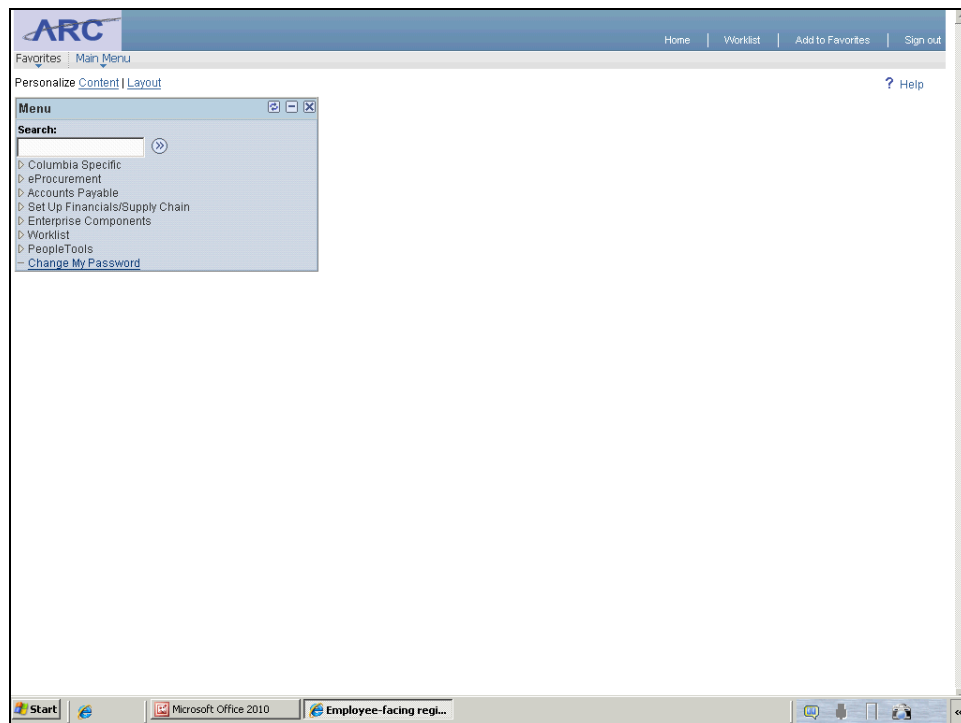 ARC
Home | Worklist | Add to Favorites | Sign out
Favorites Main Menu
Personalize Content | Layout
? Help
Menu
Search:
Columbia Specific
eProcurement
Accounts Payable
Set Up Financials/Supply Chain
Enterprise Components
Worklist
PeopleTools
Change My Password
Start Microsoft Office 2010 Employee-facing regi...